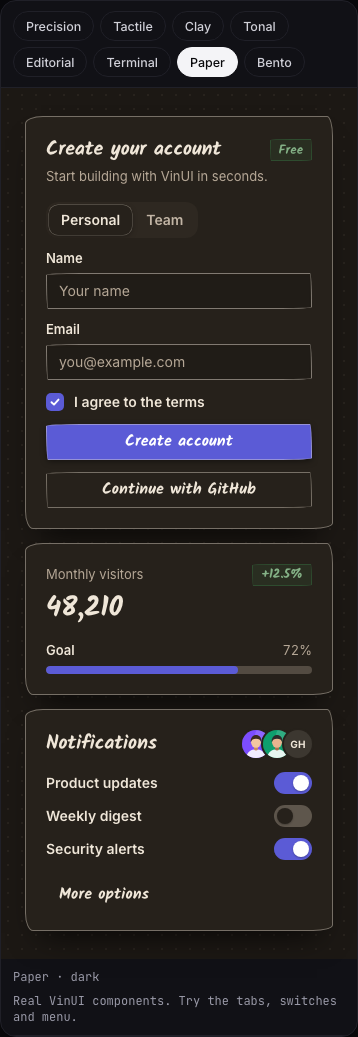 Precision Tactile Clay Tonal
Editorial Terminal Paper Bento
Create your account Free
Start building with VinUI in seconds.
Personal Team
Name
Your name
Email
you@example.com
I agree to the terms
Create account
Continue with GitHub
Monthly visitors +12.5%
48,210
Goal 72%
Notifications GH
Product updates
Weekly digest
Security alerts
More options
Paper · dark
Real VinUI components. Try the tabs, switches
and menu.